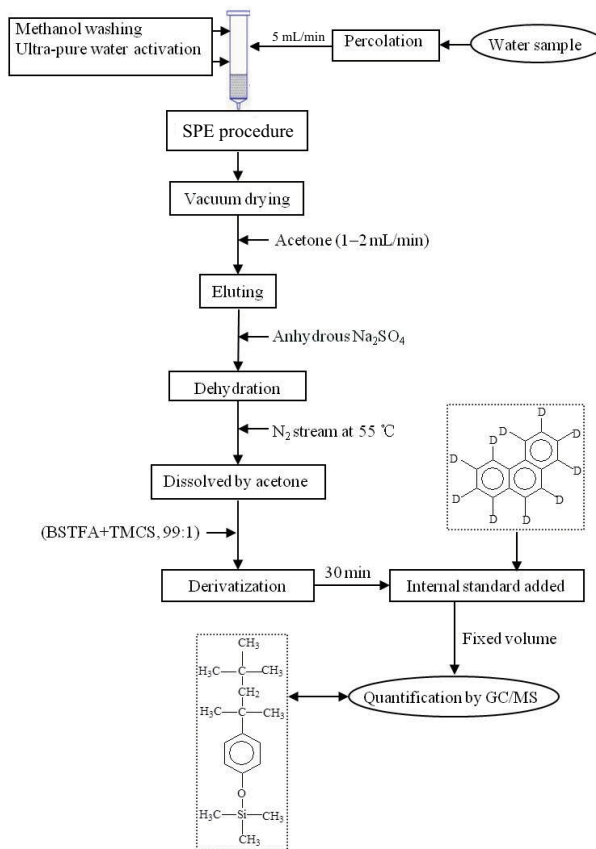 Methanol washing
Ultra-pure water activation
5 mL/min
Percolation
Water sample
SPE procedure
Vacuum drying
Acetone (1–2 mL/min)
Eluting
Anhydrous Na₂SO₄
Dehydration
N₂ stream at 55 ℃
Dissolved by acetone
(BSTFA+TMCS, 99:1)
Derivatization
30 min
D
D
D
D
D
D
D
D
D
D
Internal standard added
Fixed volume
Quantification by GC/MS
CH₃
H₃C C CH₃
CH₂
H₃C C CH₃
O
H₃C Si CH₃
CH₃